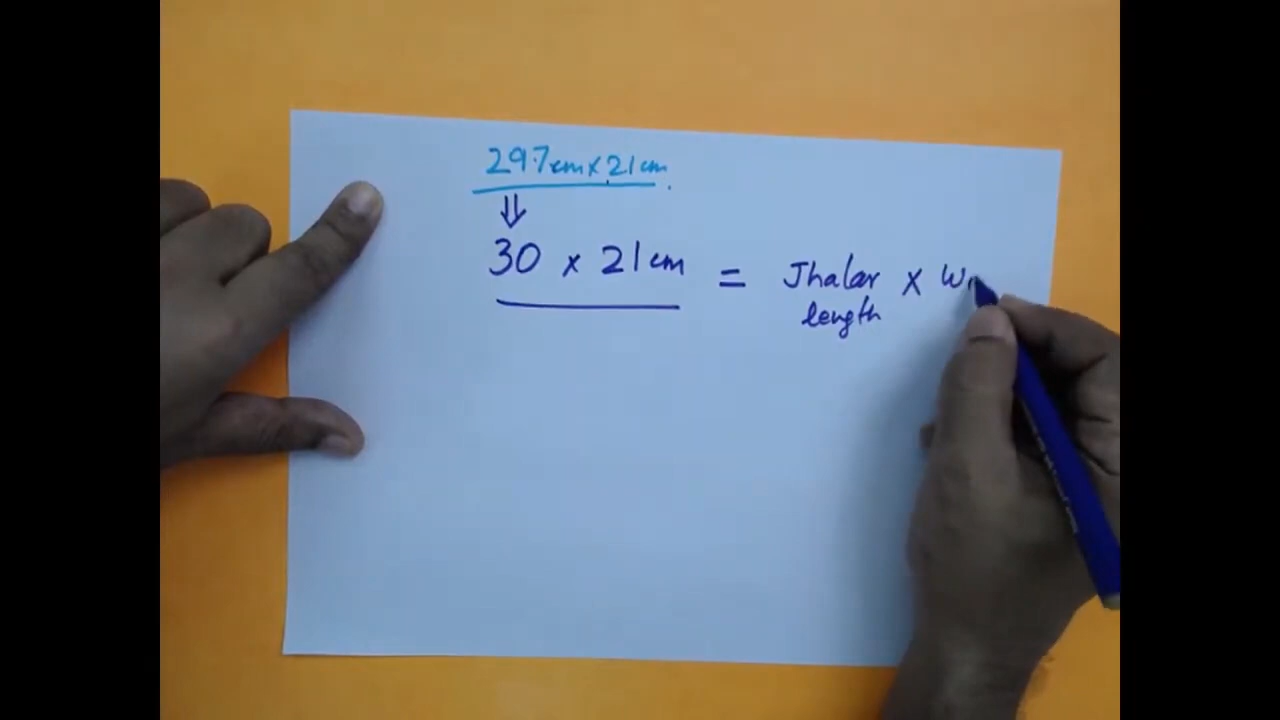 29.7cm x 21cm.
⇓
30 x 21cm = Jhalar x
length